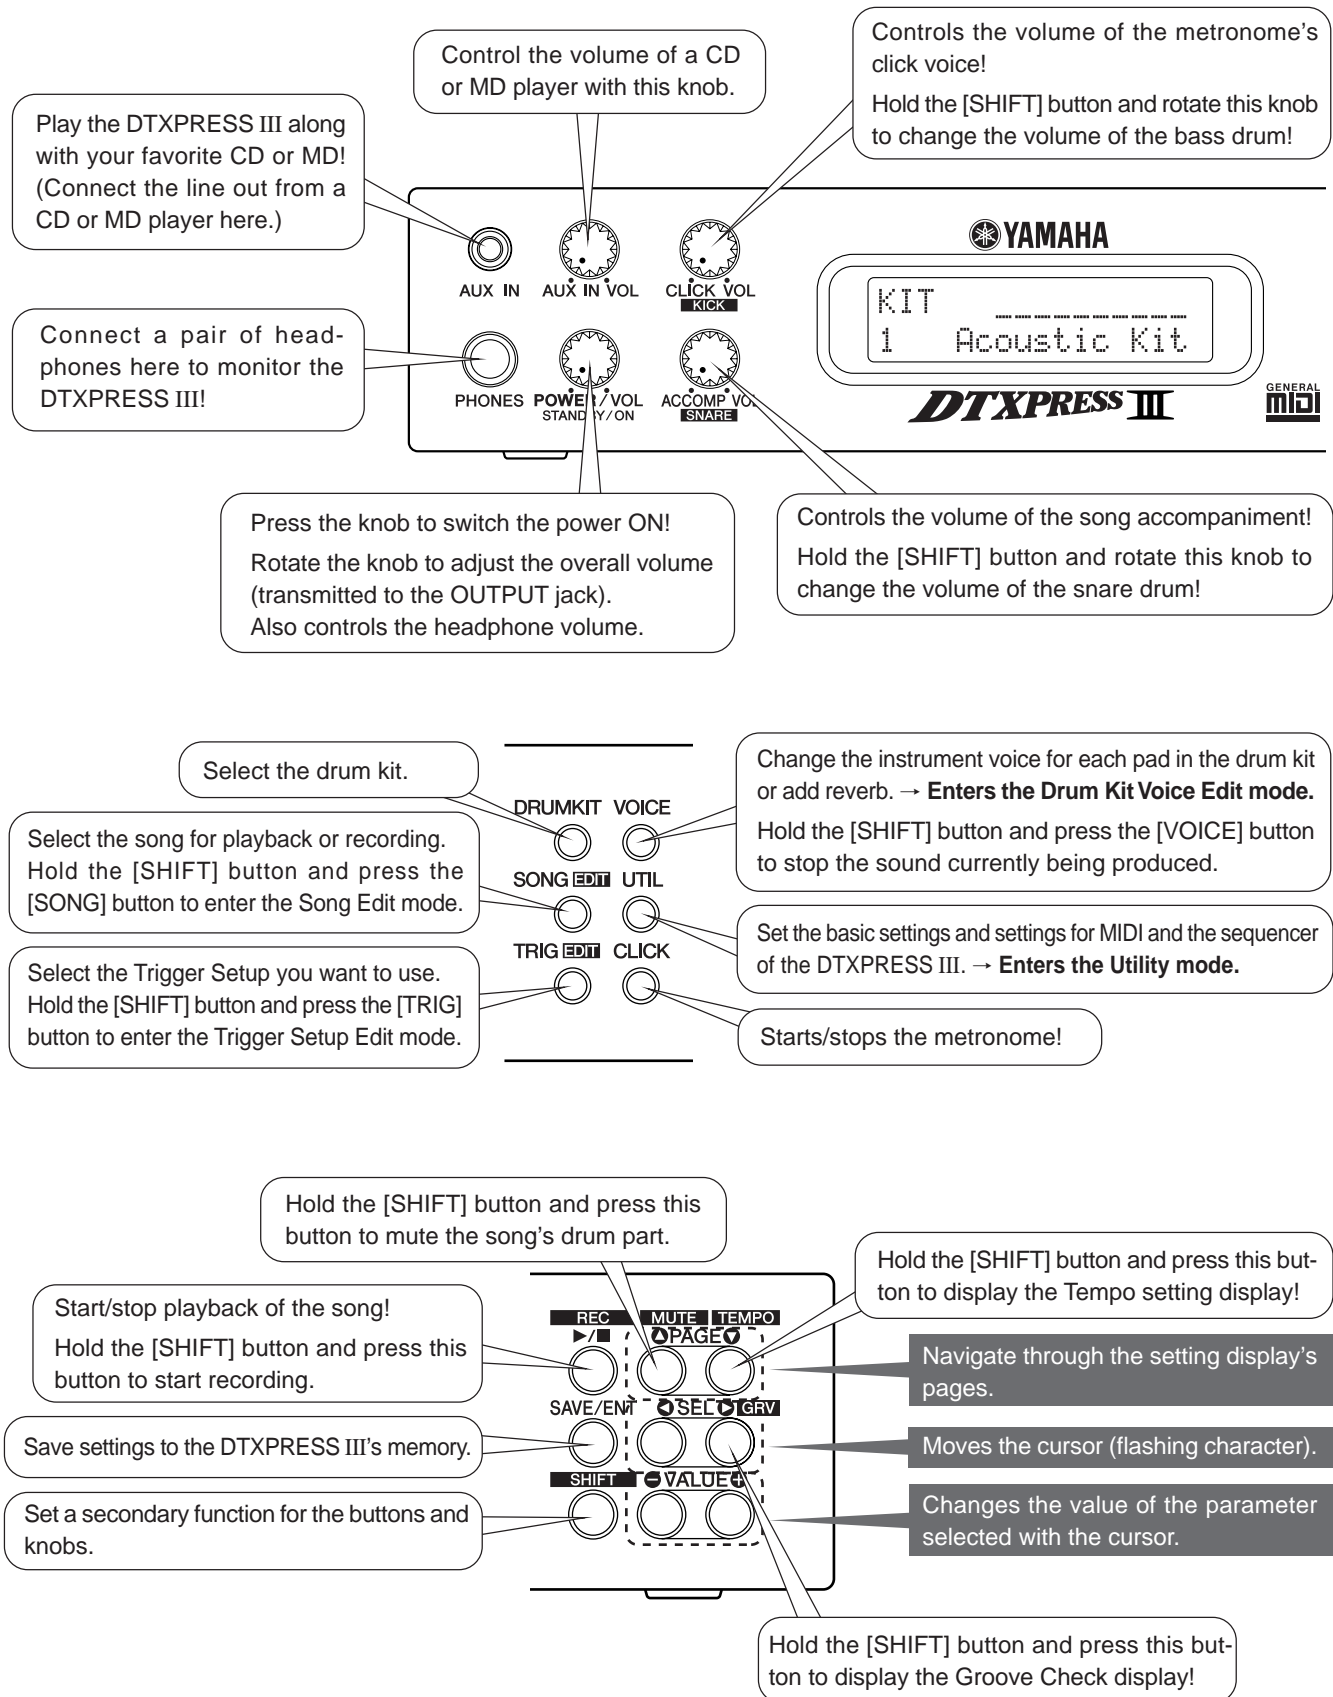 Control the volume of a CD
or MD player with this knob.
Controls the volume of the metronome's
click voice!
Hold the [SHIFT] button and rotate this knob
to change the volume of the bass drum!
Play the DTXPRESS III along
with your favorite CD or MD!
(Connect the line out from a
CD or MD player here.)
YAMAHA
AUX IN
AUX IN VOL
CLICK VOL
KICK
KIT
1 Acoustic Kit
Connect a pair of head-
phones here to monitor the
DTXPRESS III!
PHONES
POWER/VOL
STANDBY/ON
ACCOMP VOL
SNARE
DTXPRESS III
GENERAL
MIDI
Press the knob to switch the power ON!
Rotate the knob to adjust the overall volume
(transmitted to the OUTPUT jack).
Also controls the headphone volume.
Controls the volume of the song accompaniment!
Hold the [SHIFT] button and rotate this knob to
change the volume of the snare drum!
Select the drum kit.
Change the instrument voice for each pad in the drum kit
or add reverb. → Enters the Drum Kit Voice Edit mode.
Hold the [SHIFT] button and press the [VOICE] button
to stop the sound currently being produced.
DRUMKIT VOICE
Select the song for playback or recording.
Hold the [SHIFT] button and press the
[SONG] button to enter the Song Edit mode.
SONG EDIT UTIL
Set the basic settings and settings for MIDI and the sequencer
of the DTXPRESS III. → Enters the Utility mode.
TRIG EDIT CLICK
Select the Trigger Setup you want to use.
Hold the [SHIFT] button and press the [TRIG]
button to enter the Trigger Setup Edit mode.
Starts/stops the metronome!
Hold the [SHIFT] button and press this
button to mute the song's drum part.
Hold the [SHIFT] button and press this but-
ton to display the Tempo setting display!
Start/stop playback of the song!
Hold the [SHIFT] button and press this
button to start recording.
REC MUTE TEMPO
▶/■ PAGE
Navigate through the setting display's
pages.
SAVE/ENT SEL GRV
Save settings to the DTXPRESS III's memory.
Moves the cursor (flashing character).
SHIFT − VALUE +
Set a secondary function for the buttons and
knobs.
Changes the value of the parameter
selected with the cursor.
Hold the [SHIFT] button and press this but-
ton to display the Groove Check display!